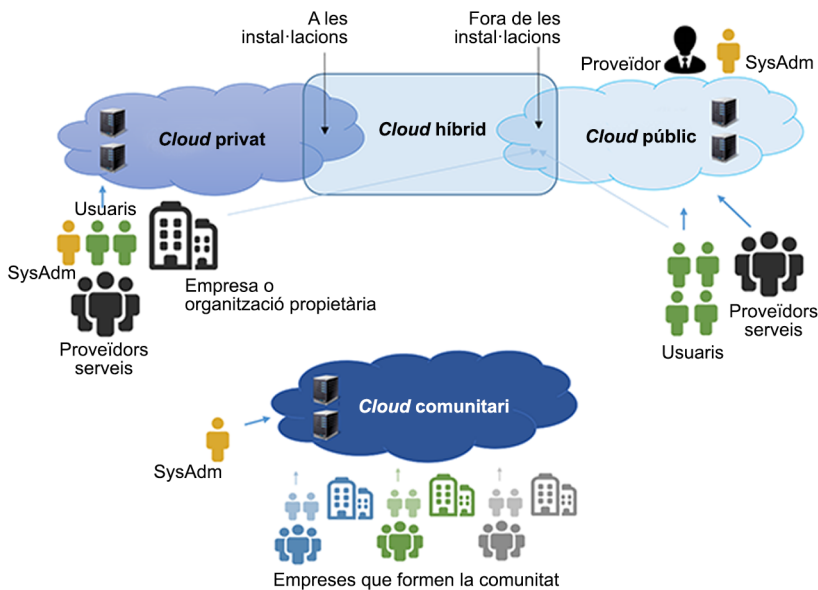 A les
instal·lacions
Fora de les
instal·lacions
Proveïdor
SysAdm
Cloud privat
Cloud híbrid
Cloud públic
Usuaris
SysAdm
Empresa o
organització propietària
Proveïdors
serveis
Proveïdors
serveis
Usuaris
Cloud comunitari
SysAdm
Empreses que formen la comunitat